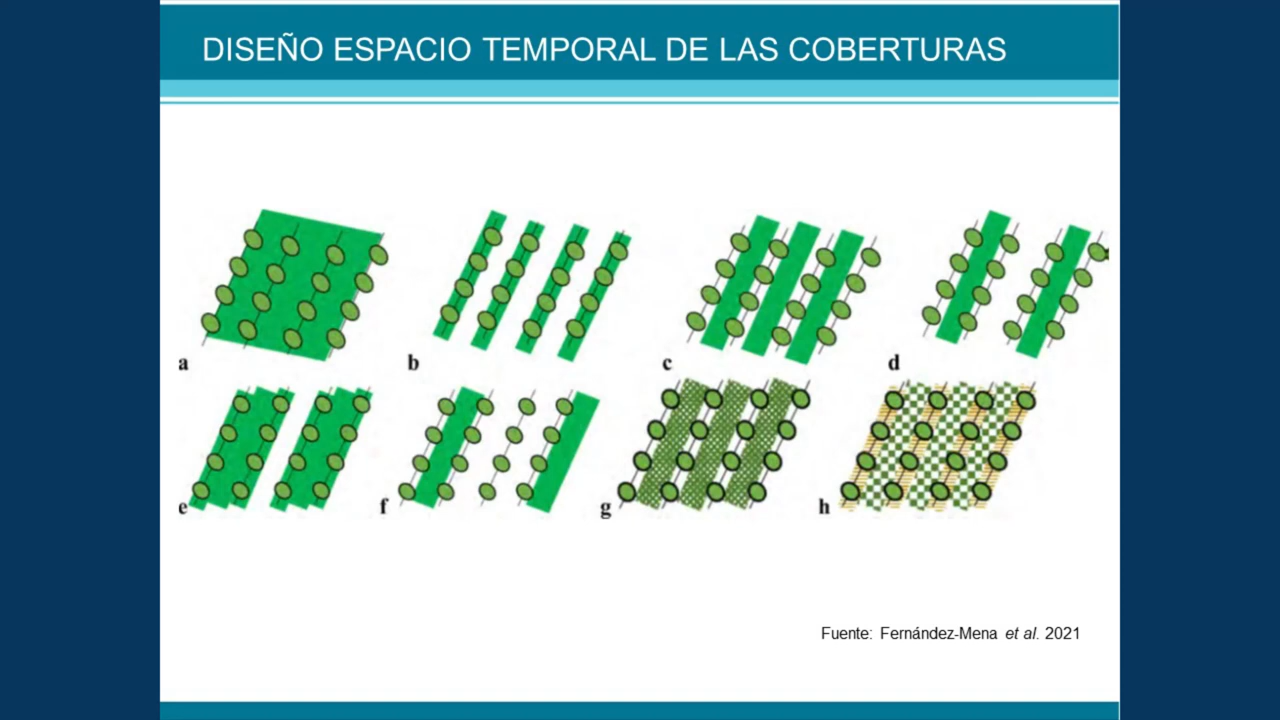 DISEÑO ESPACIO TEMPORAL DE LAS COBERTURAS
a
b
c
d
e
f
g
h
Fuente: Fernández-Mena et al. 2021